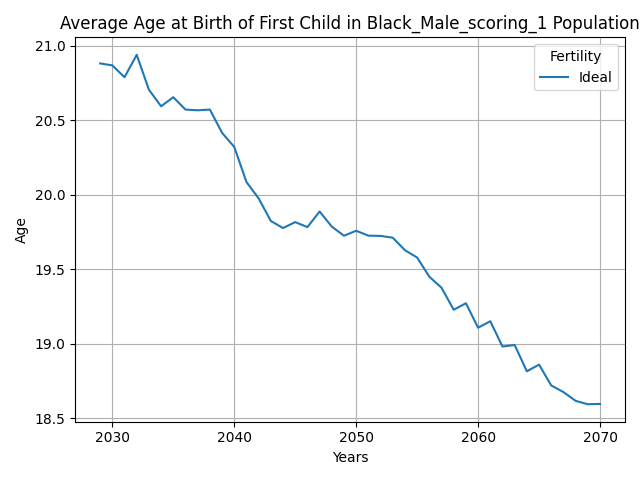 Average Age at Birth of First Child in Black_Male_scoring_1 Population
Fertility
Ideal
21.0
20.5
20.0
19.5
19.0
18.5
Age
2030 2040 2050 2060 2070
Years